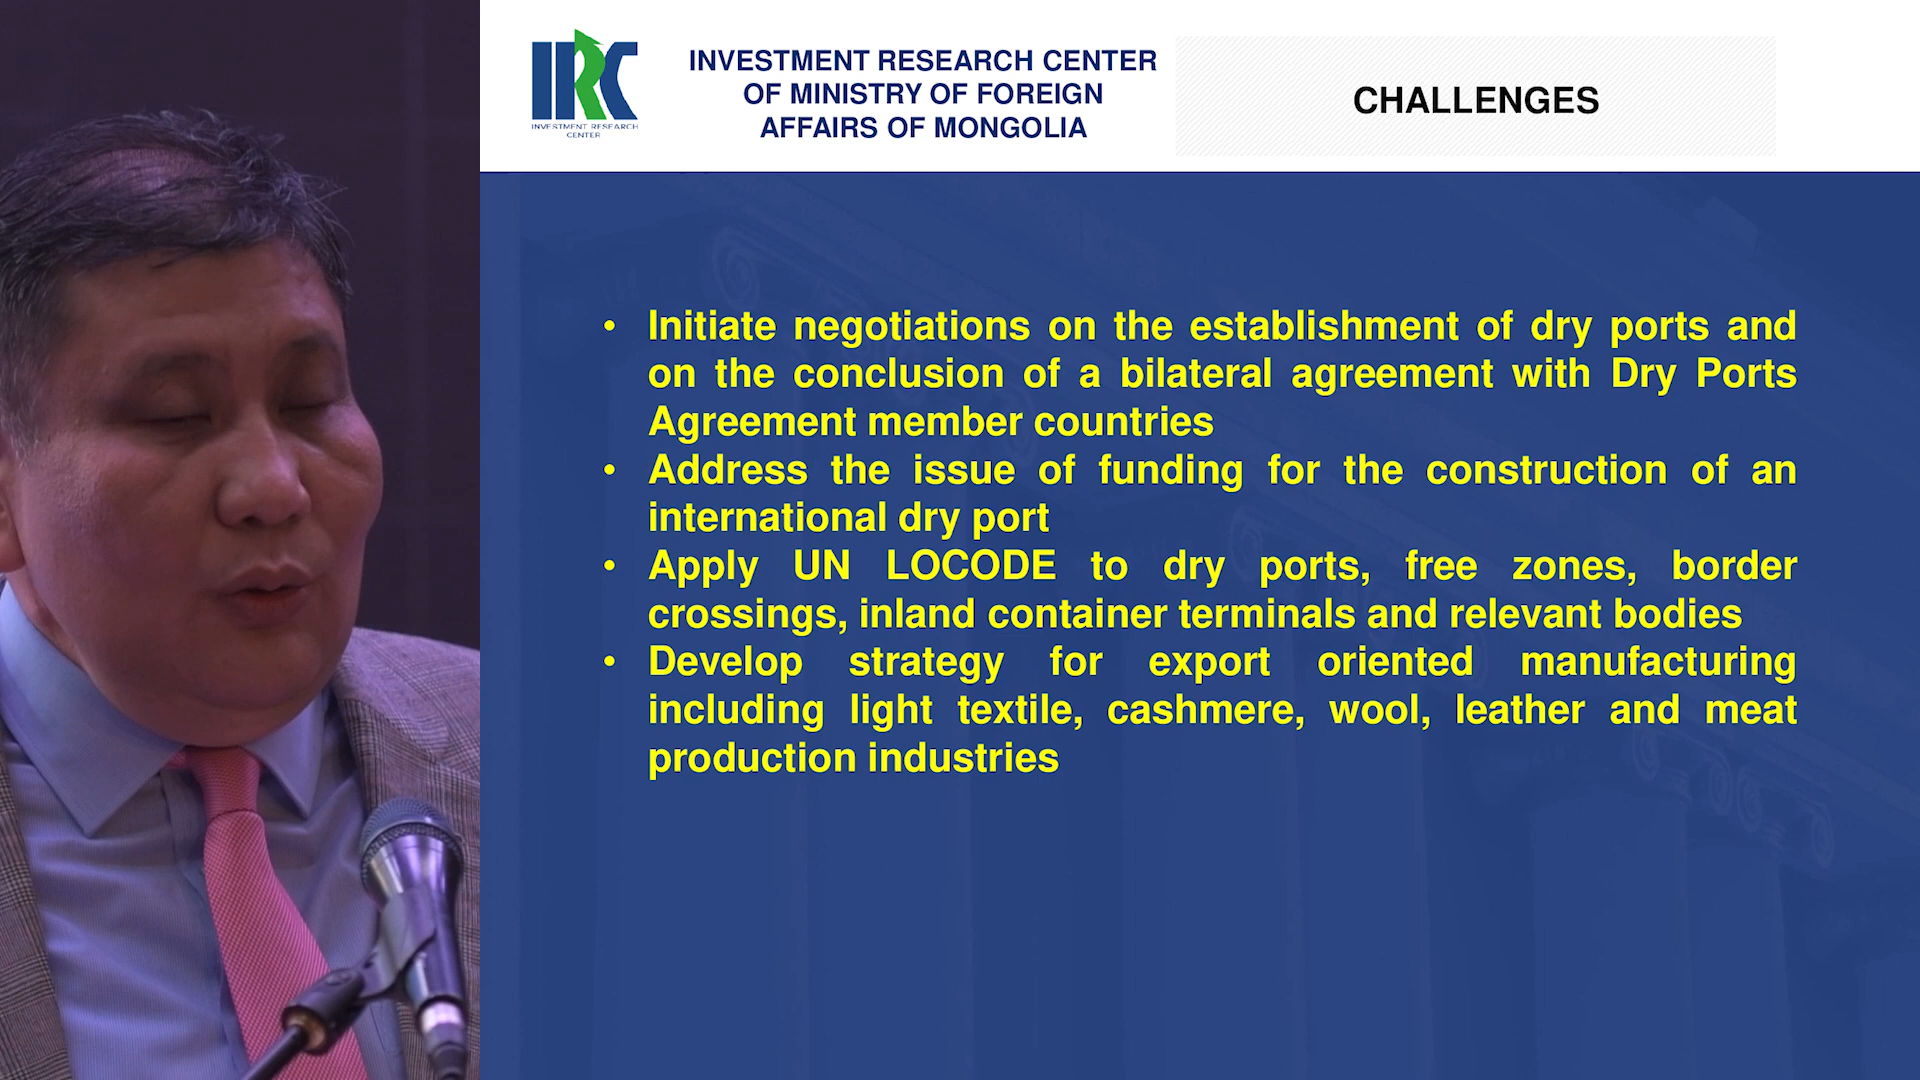 IRC
INVESTMENT RESEARCH
CENTER
INVESTMENT RESEARCH CENTER
OF MINISTRY OF FOREIGN
AFFAIRS OF MONGOLIA
CHALLENGES
• Initiate negotiations on the establishment of dry ports and
on the conclusion of a bilateral agreement with Dry Ports
Agreement member countries
• Address the issue of funding for the construction of an
international dry port
• Apply UN LOCODE to dry ports, free zones, border
crossings, inland container terminals and relevant bodies
• Develop strategy for export oriented manufacturing
including light textile, cashmere, wool, leather and meat
production industries